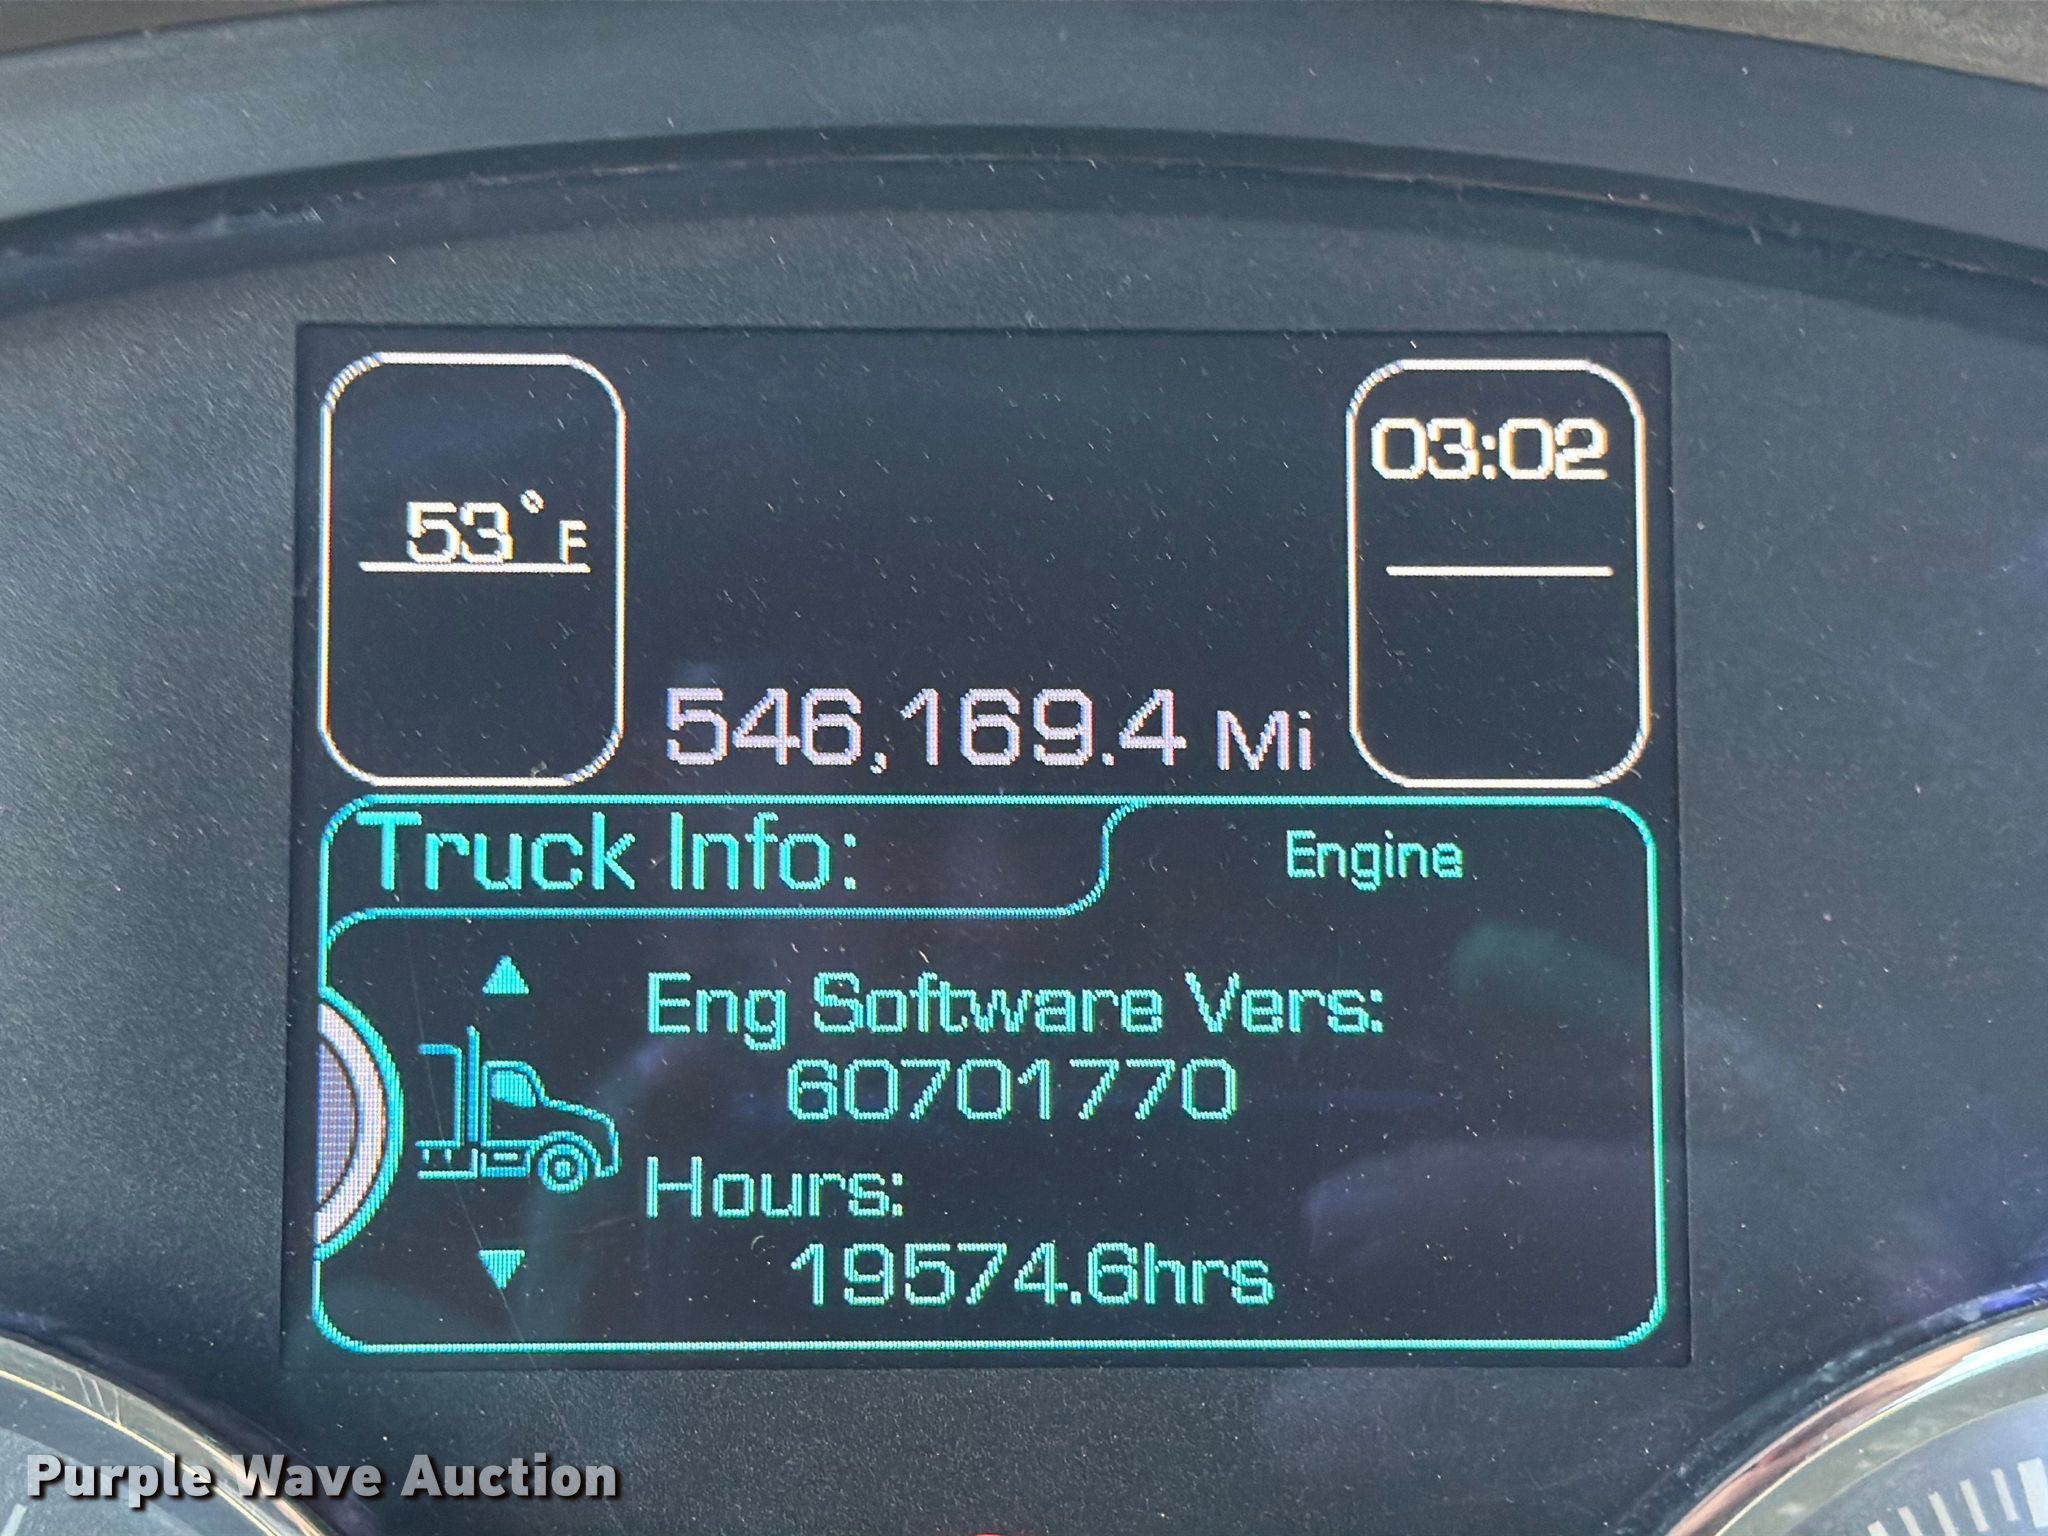 53° F
03:02
546,169.4 Mi
Truck Info:
Engine
Eng Software Vers:
60701770
Hours:
19574.6hrs
Purple Wave Auction